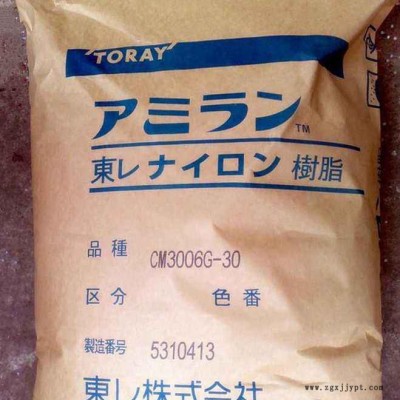 'TORAY'
アミラン™
東レ ナイロン 樹脂
品種 CM3006G-30
区分 色番
製造番号 5310413
東レ株式会社
www.zgxjjypt.com